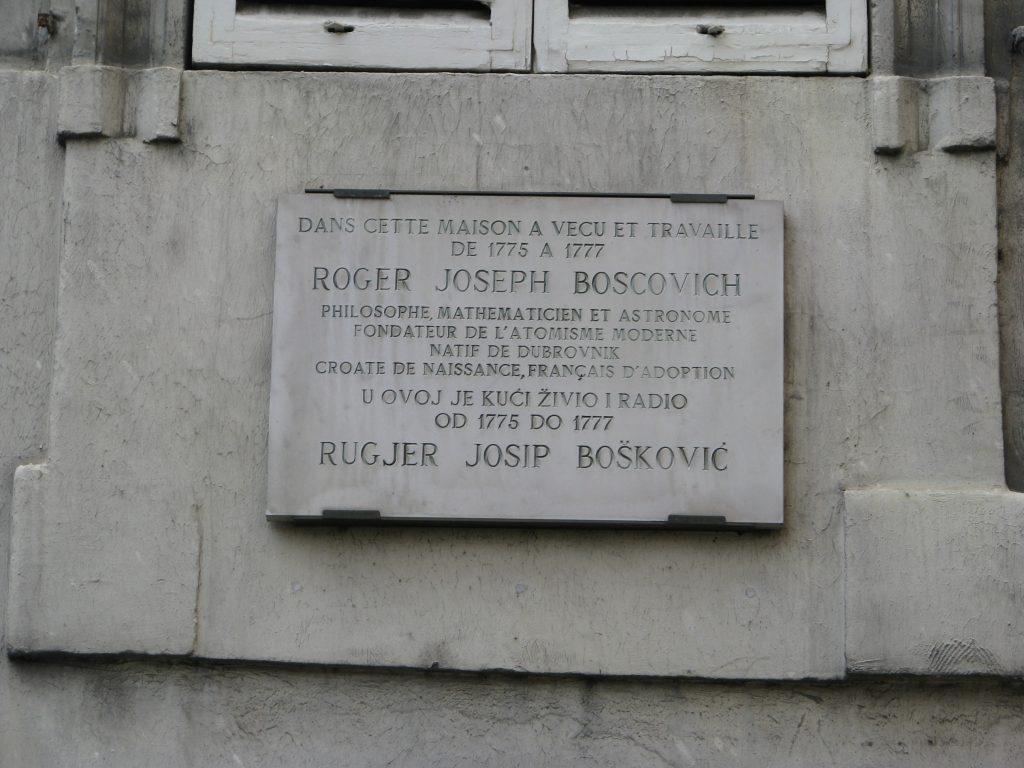 DANS CETTE MAISON A VECU ET TRAVAILLE
DE 1775 A 1777
ROGER JOSEPH BOSCOVICH
PHILOSOPHE, MATHEMATICIEN ET ASTRONOME
FONDATEUR DE L'ATOMISME MODERNE
NATIF DE DUBROVNIK
CROATE DE NAISSANCE, FRANÇAIS D'ADOPTION
U OVOJ JE KUĆI ŽIVIO I RADIO
OD 1775 DO 1777
RUGJER JOSIP BOŠKOVIĆ